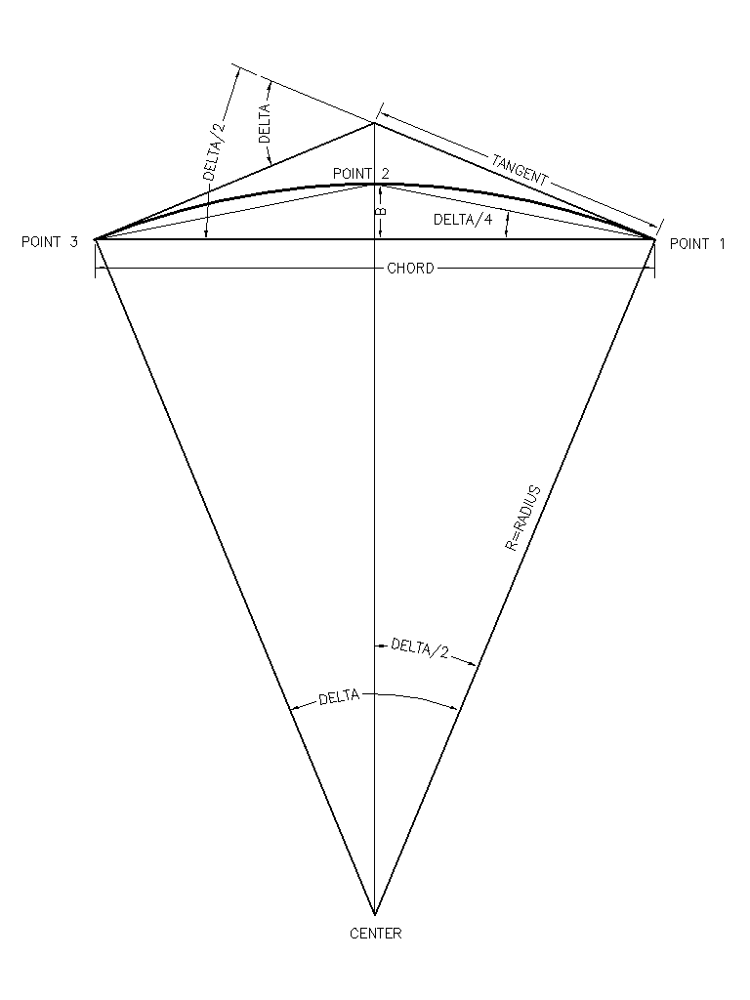 DELTA/2
DELTA
TANGENT
POINT 2
B
DELTA/4
POINT 3
POINT 1
CHORD
R=RADIUS
DELTA/2
DELTA
CENTER